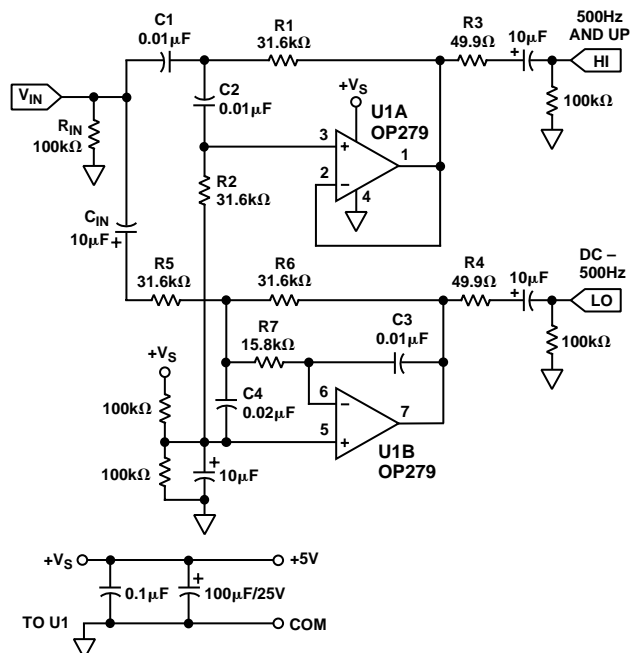 C1
0.01µF
R1
31.6kΩ
R3
49.9Ω
10µF
+
500Hz
AND UP
HI
VIN
RIN
100kΩ
C2
0.01µF
+VS
U1A
OP279
3
+
2
–
1
4
100kΩ
R2
31.6kΩ
CIN
10µF
+
R5
31.6kΩ
R6
31.6kΩ
R4
49.9Ω
10µF
+
DC –
500Hz
LO
R7
15.8kΩ
C3
0.01µF
100kΩ
+VS
100kΩ
C4
0.02µF
6
–
5
+
7
U1B
OP279
100kΩ
+
10µF
+VS
+5V
0.1µF
+
100µF/25V
TO U1
COM